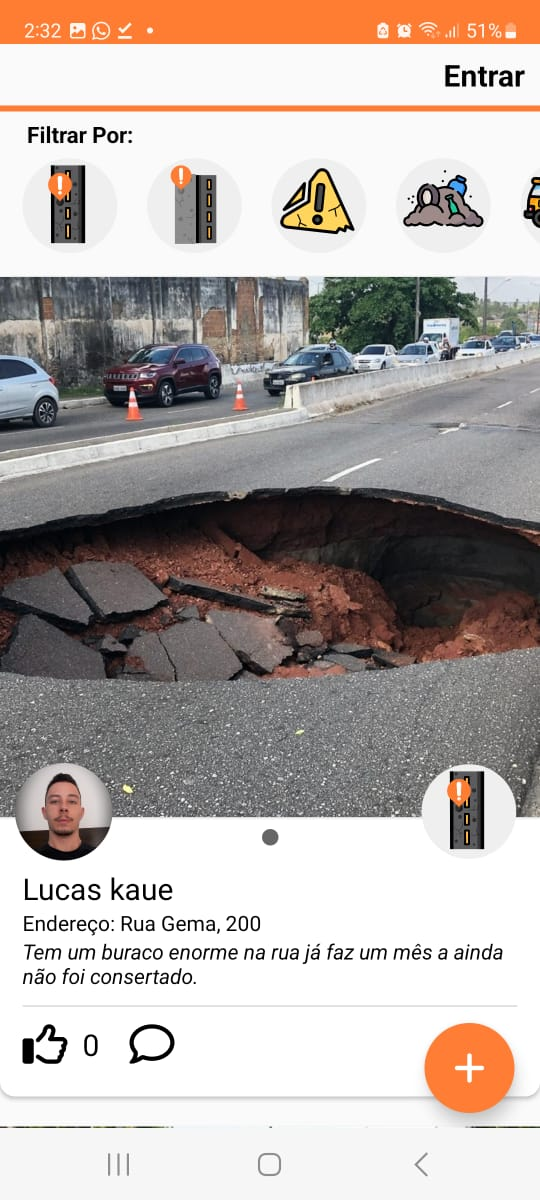 2:32
51%
Entrar
Filtrar Por:
Lucas kaue
Endereço: Rua Gema, 200
Tem um buraco enorme na rua já faz um mês a ainda
não foi consertado.
0